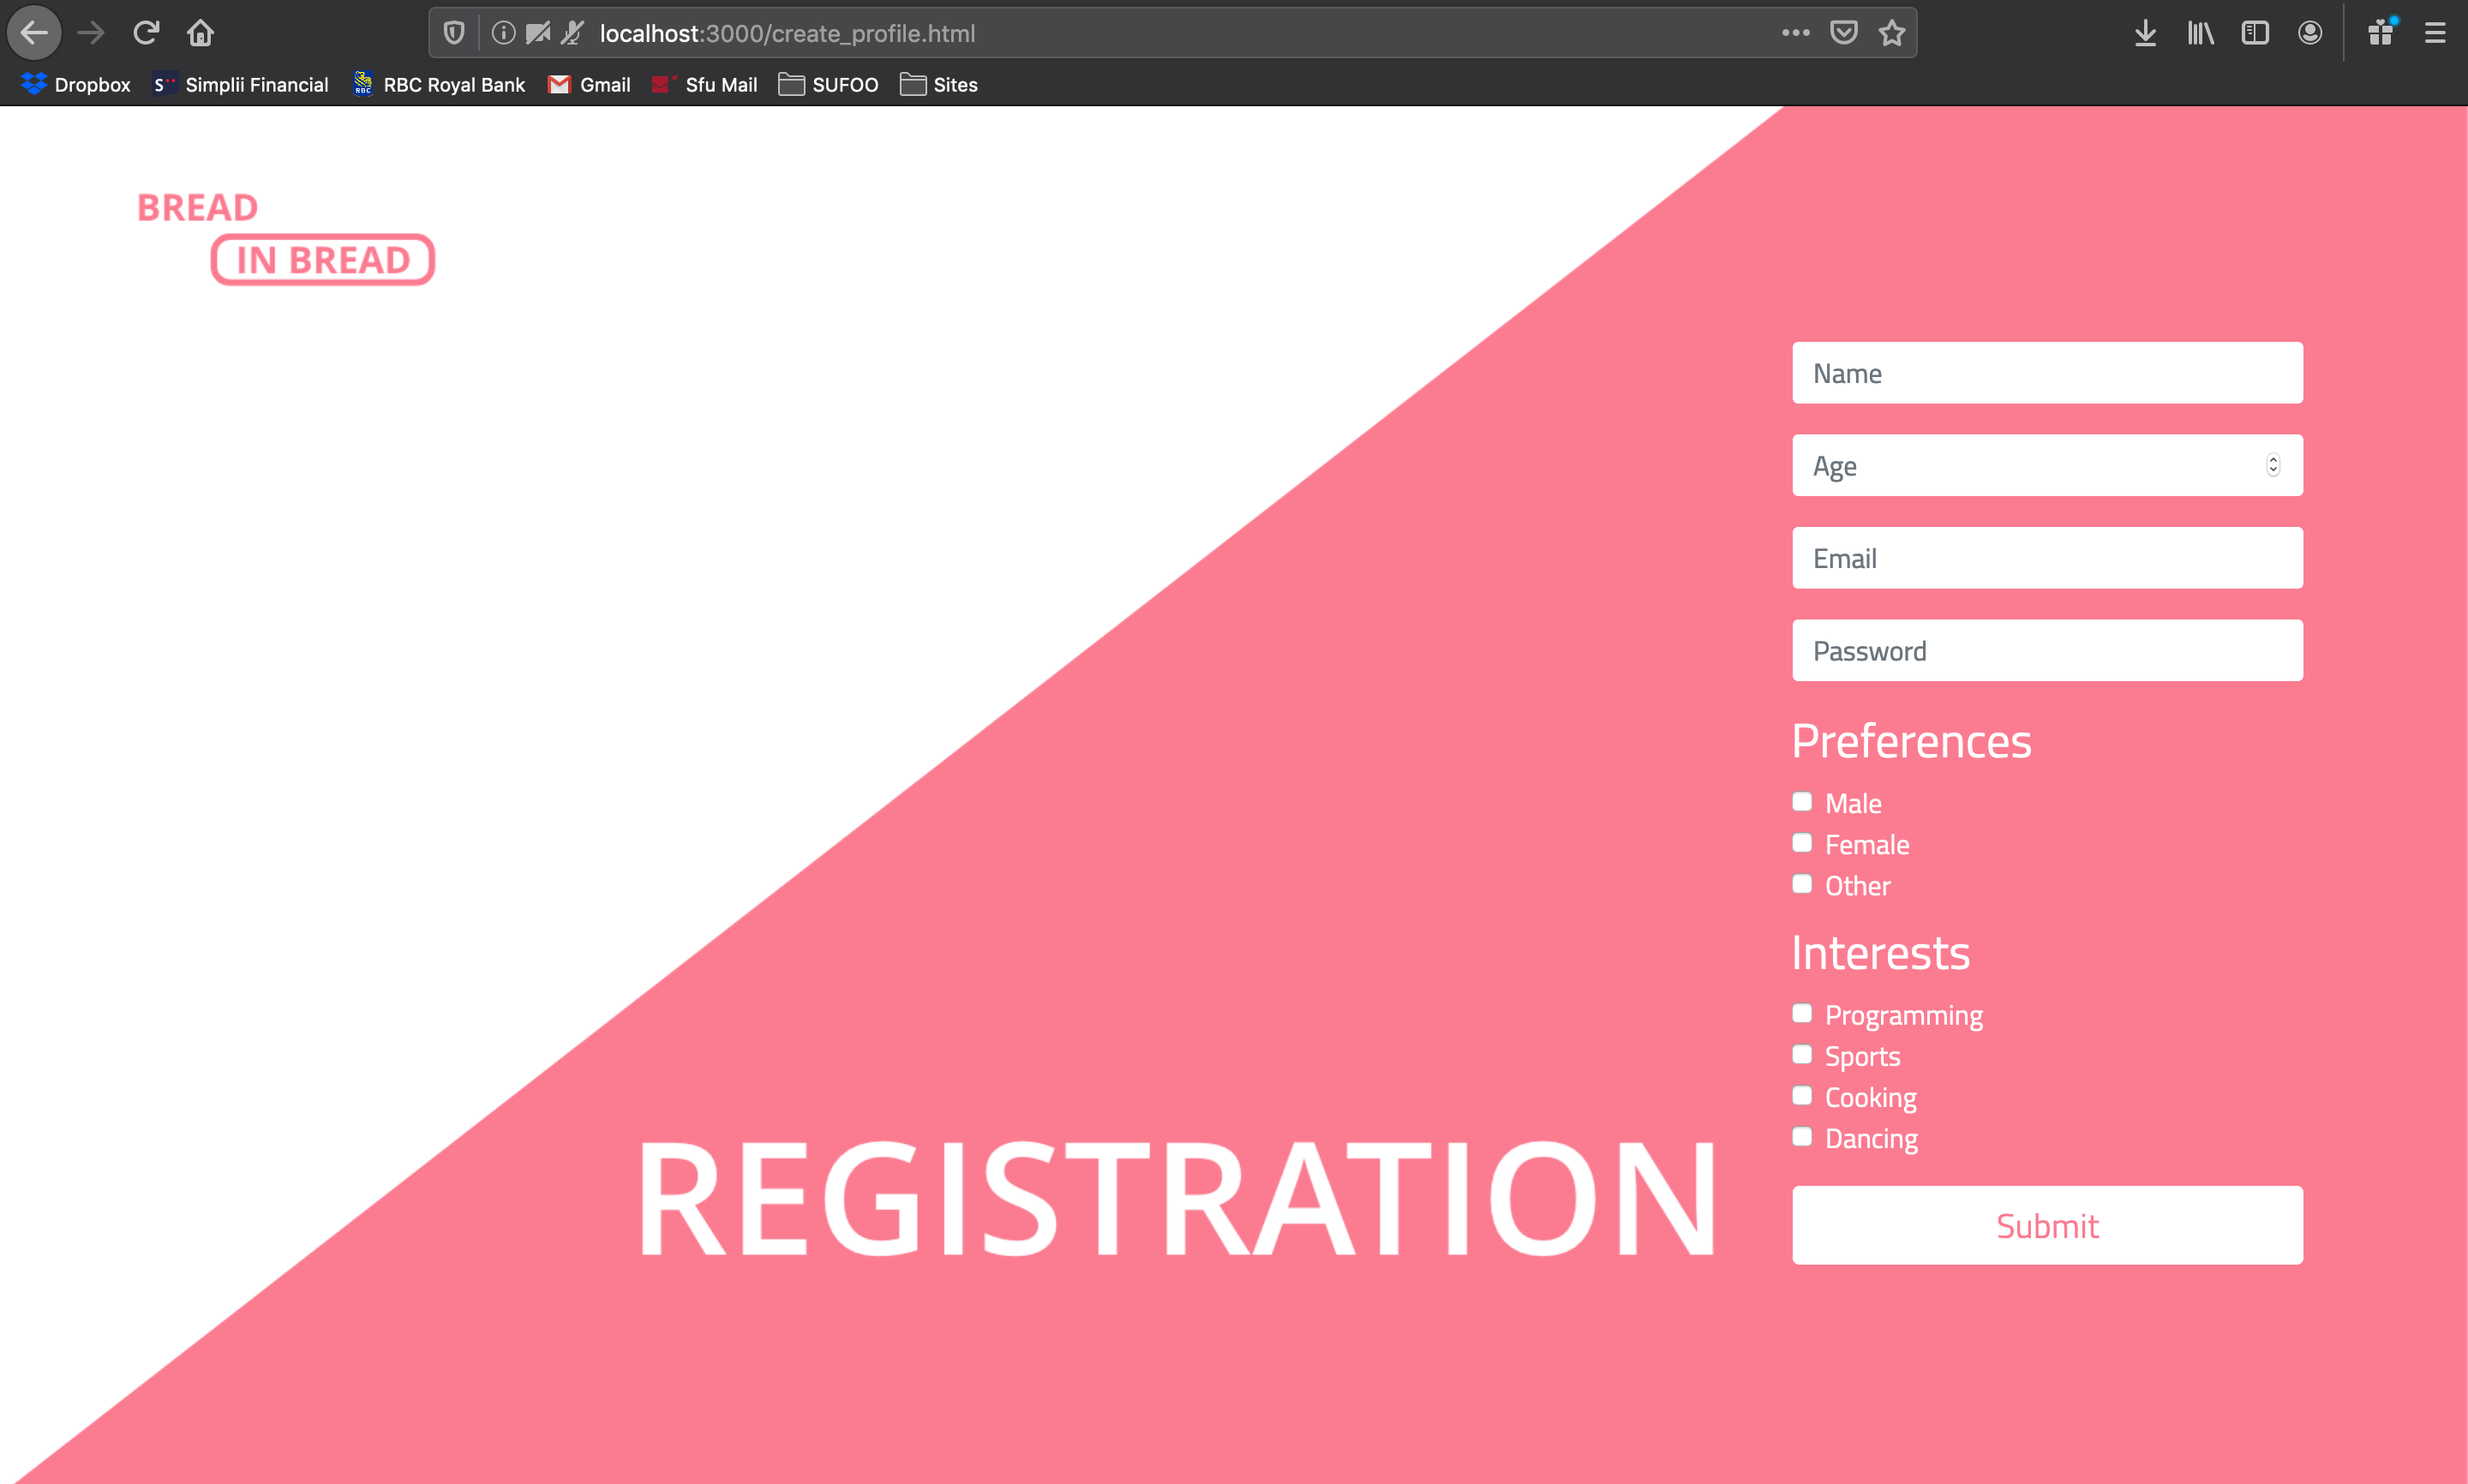 localhost:3000/create_profile.html
Dropbox S Simplii Financial RBC RBC Royal Bank Gmail Sfu Mail SUFOO Sites
BREAD
IN BREAD
Name
Age
Email
Password
Preferences
Male
Female
Other
Interests
Programming
Sports
Cooking
Dancing
REGISTRATION
Submit